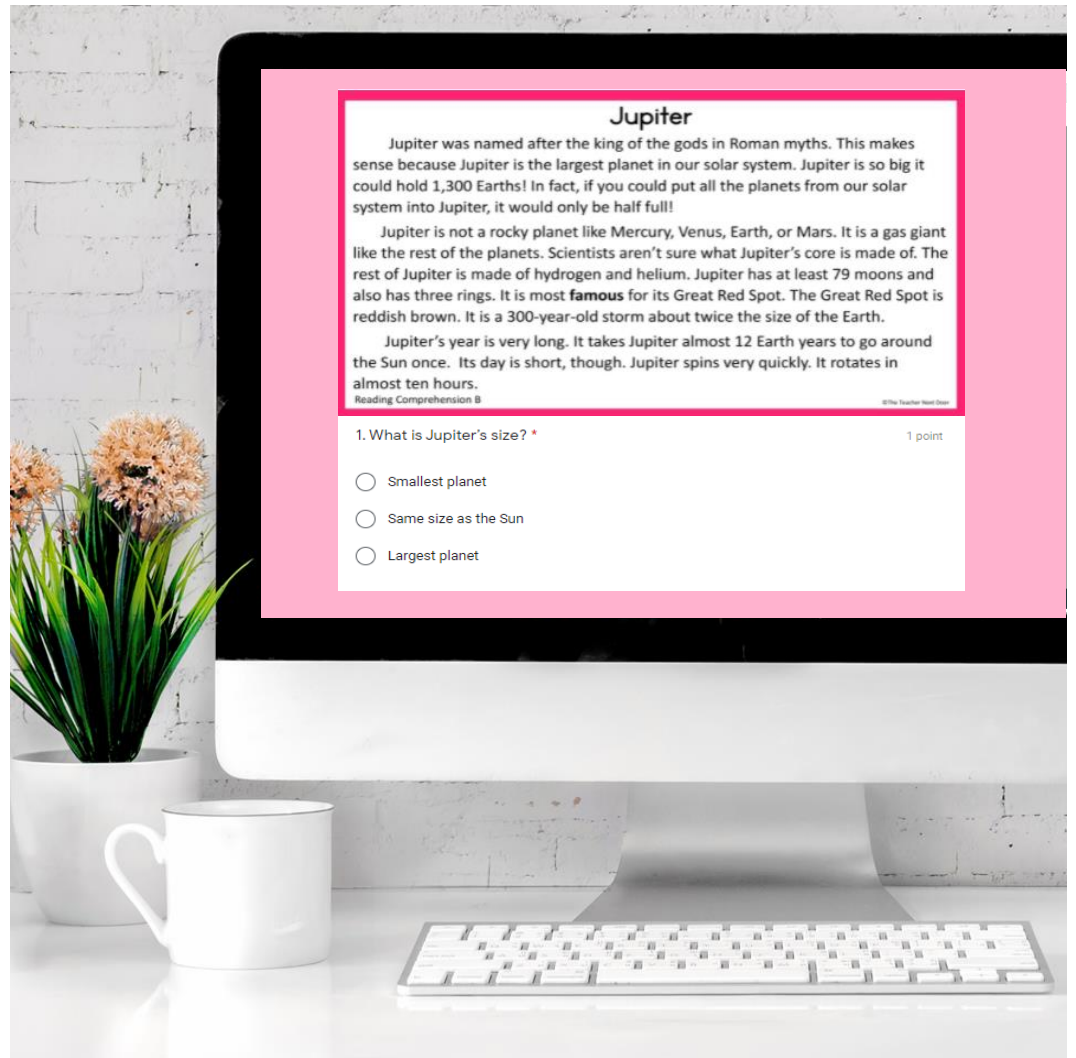 Jupiter
Jupiter was named after the king of the gods in Roman myths. This makes
sense because Jupiter is the largest planet in our solar system. Jupiter is so big it
could hold 1,300 Earths! In fact, if you could put all the planets from our solar
system into Jupiter, it would only be half full!
Jupiter is not a rocky planet like Mercury, Venus, Earth, or Mars. It is a gas giant
like the rest of the planets. Scientists aren't sure what Jupiter's core is made of. The
rest of Jupiter is made of hydrogen and helium. Jupiter has at least 79 moons and
also has three rings. It is most famous for its Great Red Spot. The Great Red Spot is
reddish brown. It is a 300-year-old storm about twice the size of the Earth.
Jupiter's year is very long. It takes Jupiter almost 12 Earth years to go around
the Sun once. Its day is short, though. Jupiter spins very quickly. It rotates in
almost ten hours.
Reading Comprehension B
©The Teacher Next Door
1. What is Jupiter's size? *
1 point
Smallest planet
Same size as the Sun
Largest planet